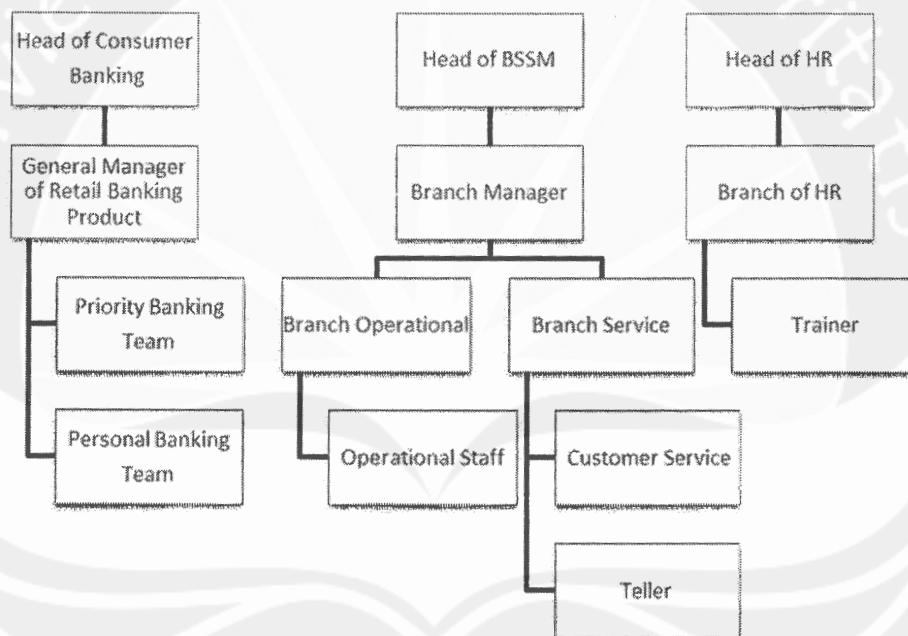 Head of Consumer
Banking
Head of BSSM
Head of HR
General Manager
of Retail Banking
Product
Branch Manager
Branch of HR
Priority Banking
Team
Branch Operational
Branch Service
Trainer
Personal Banking
Team
Operational Staff
Customer Service
Teller